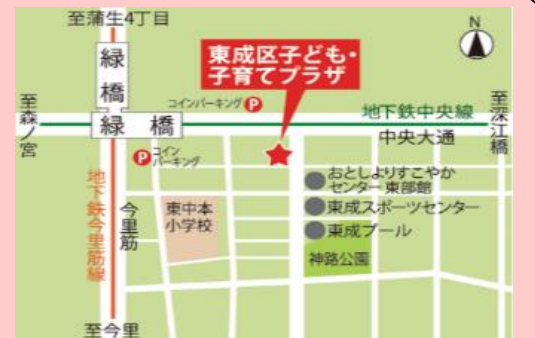 至蒲生4丁目
N
緑橋
東成区子ども・
子育てプラザ
コインパーキング P
至森ノ宮
緑橋
地下鉄中央線
至深江橋
中央大通
P コイン
パーキング
おとしよりすこやか
センター東部館
地下鉄今里筋線
今里筋
東中本
小学校
東成スポーツセンター
東成プール
神路公園
至今里